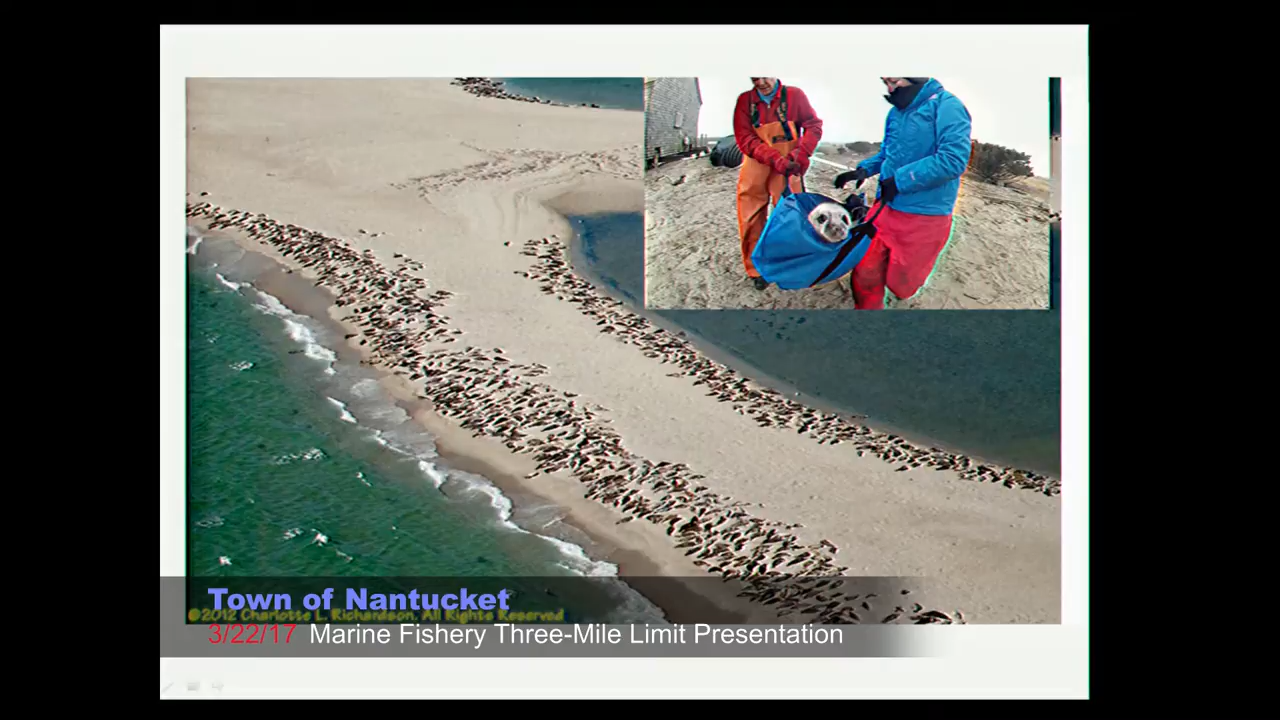 Town of Nantucket
©2012 Charlotte L. Richardson. All Rights Reserved
3/22/17 Marine Fishery Three-Mile Limit Presentation